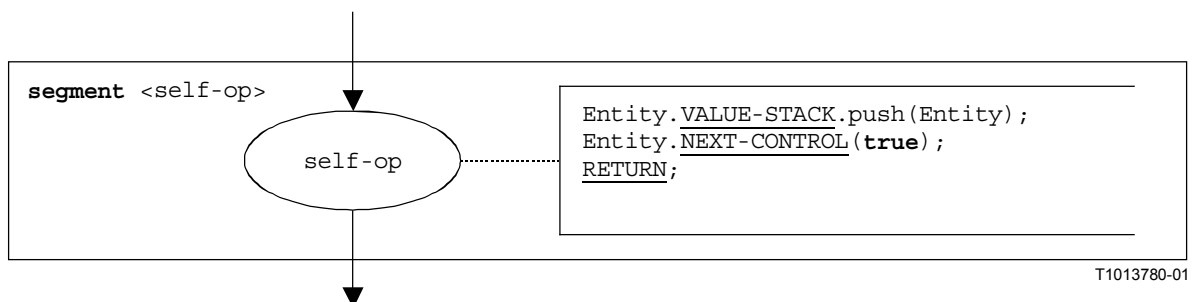 segment <self-op>
self-op
Entity.VALUE-STACK.push(Entity);
Entity.NEXT-CONTROL(true);
RETURN;
T1013780-01